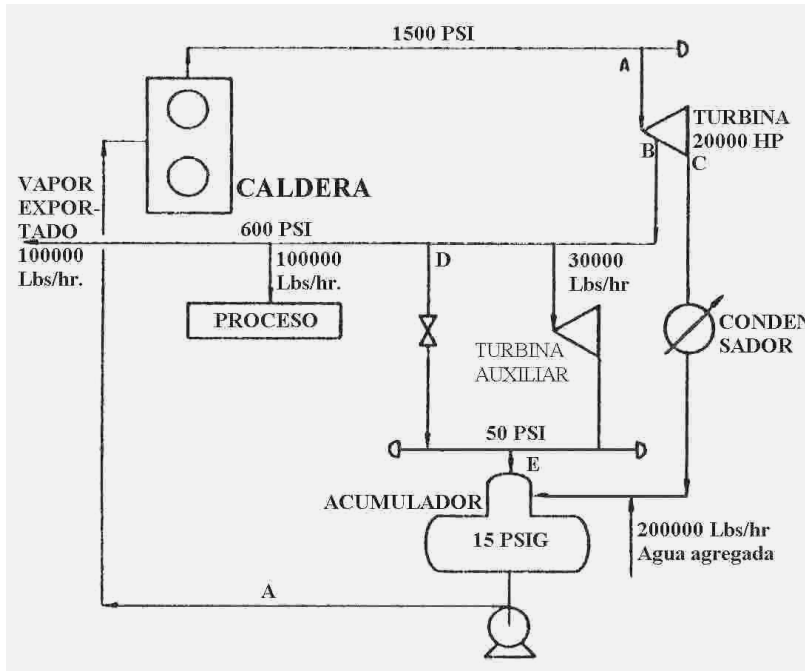 1500 PSI
A
TURBINA
20000 HP
B
C
CALDERA
VAPOR
EXPOR-
TADO
100000
Lbs/hr.
600 PSI
100000
Lbs/hr.
D
30000
Lbs/hr
PROCESO
TURBINA
AUXILIAR
CONDEN
SADOR
50 PSI
E
ACUMULADOR
15 PSIG
200000 Lbs/hr
Agua agregada
A